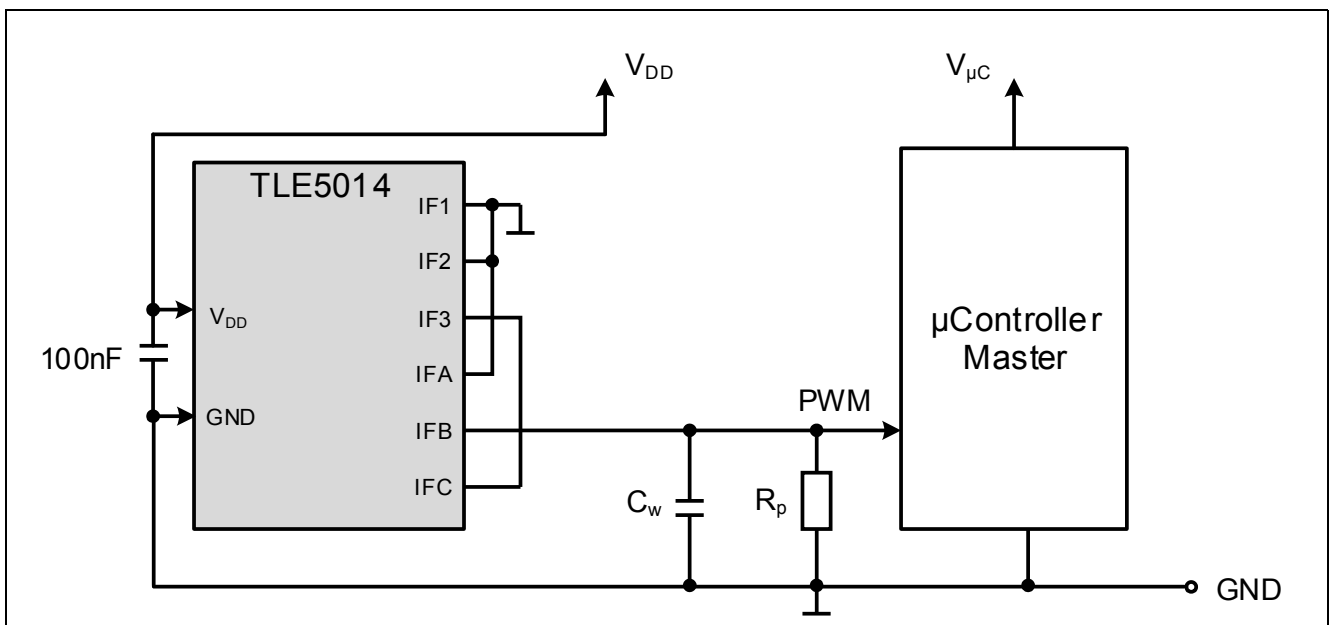 VDD
VµC
TLE5014
IF1
IF2
IF3
IFA
IFB
IFC
VDD
GND
100nF
PWM
Cw
Rp
µController
Master
GND